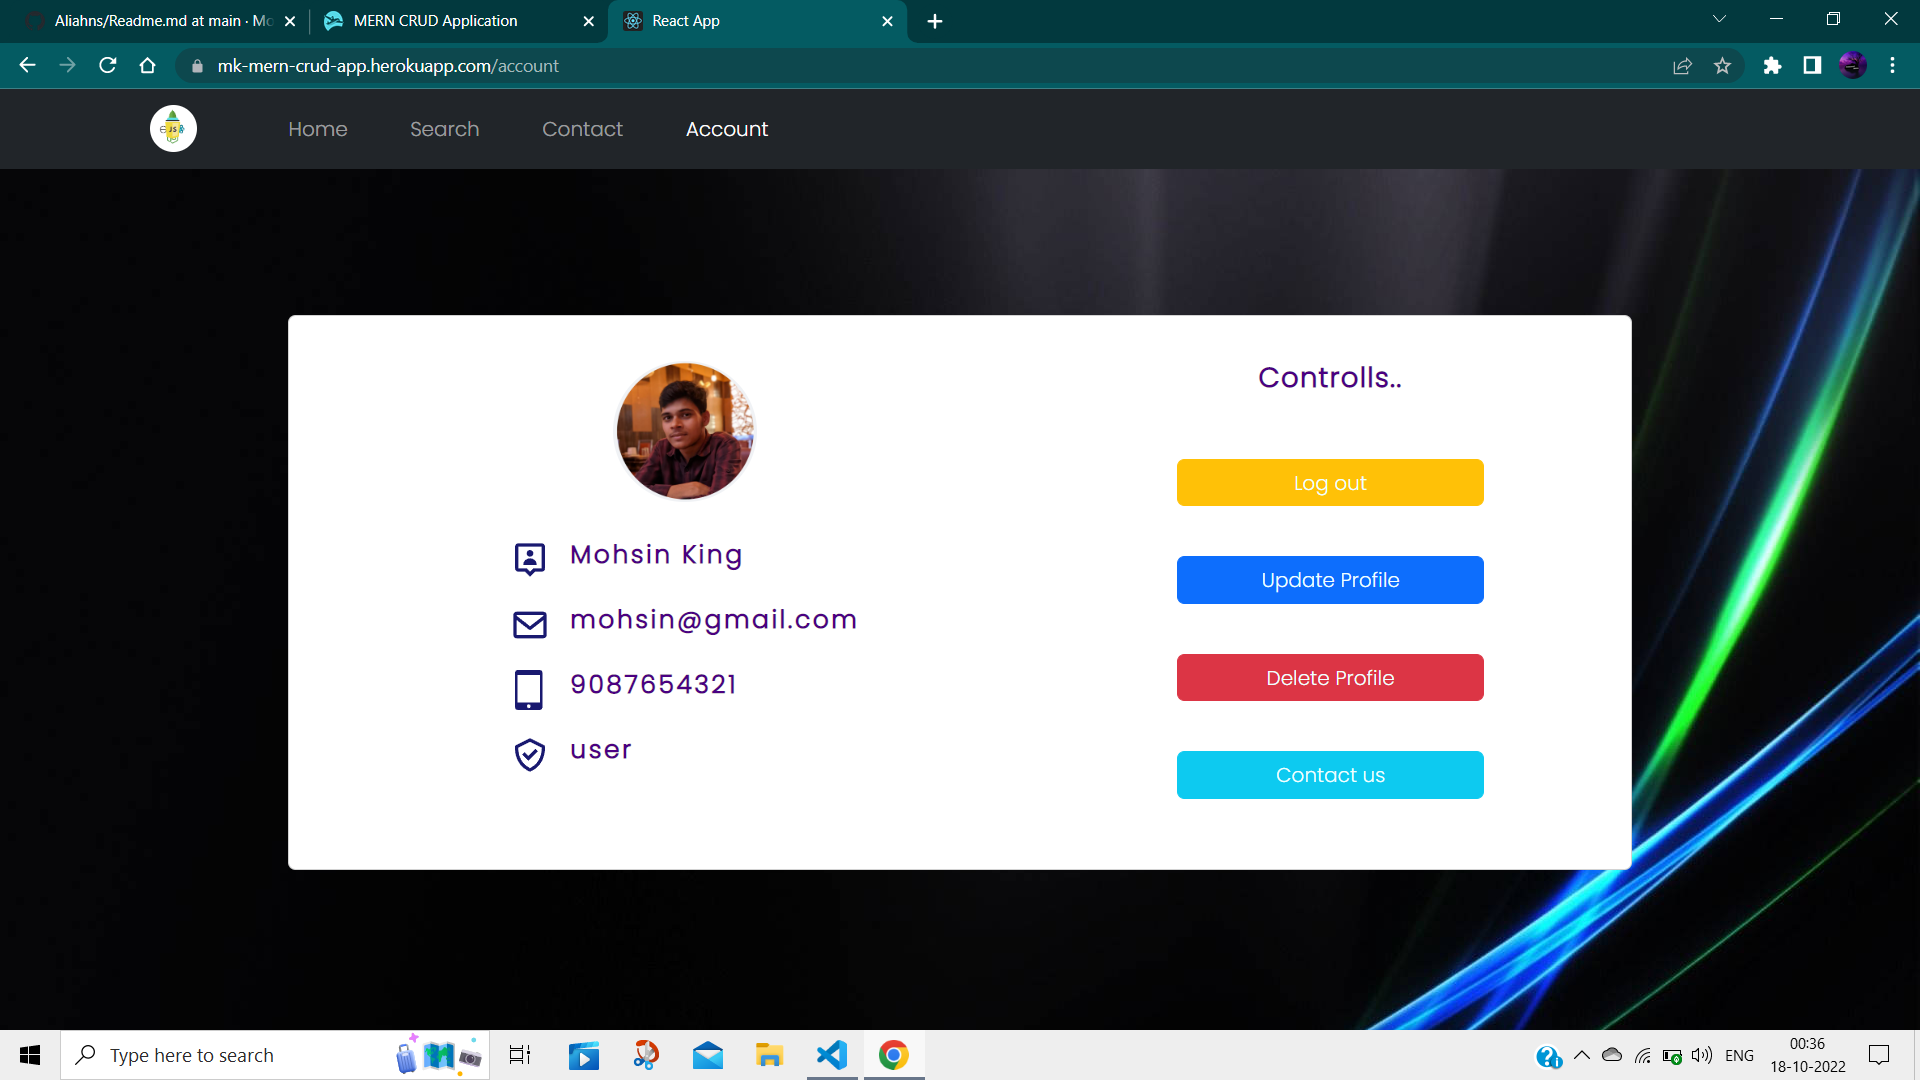 Aliahns/Readme.md at main · Mo
MERN CRUD Application
React App
mk-mern-crud-app.herokuapp.com/account
JS
Home
Search
Contact
Account
Controlls..
Log out
Mohsin King
Update Profile
mohsin@gmail.com
9087654321
Delete Profile
user
Contact us
Type here to search
ENG
00:36
18-10-2022